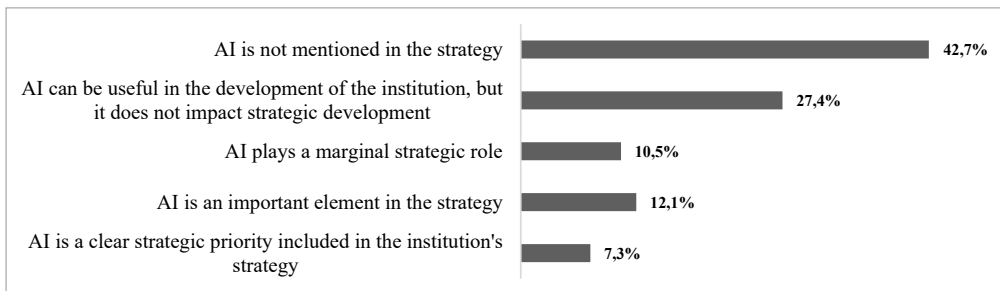 AI is not mentioned in the strategy
42,7%
AI can be useful in the development of the institution, but
it does not impact strategic development
27,4%
AI plays a marginal strategic role
10,5%
AI is an important element in the strategy
12,1%
AI is a clear strategic priority included in the institution's
strategy
7,3%